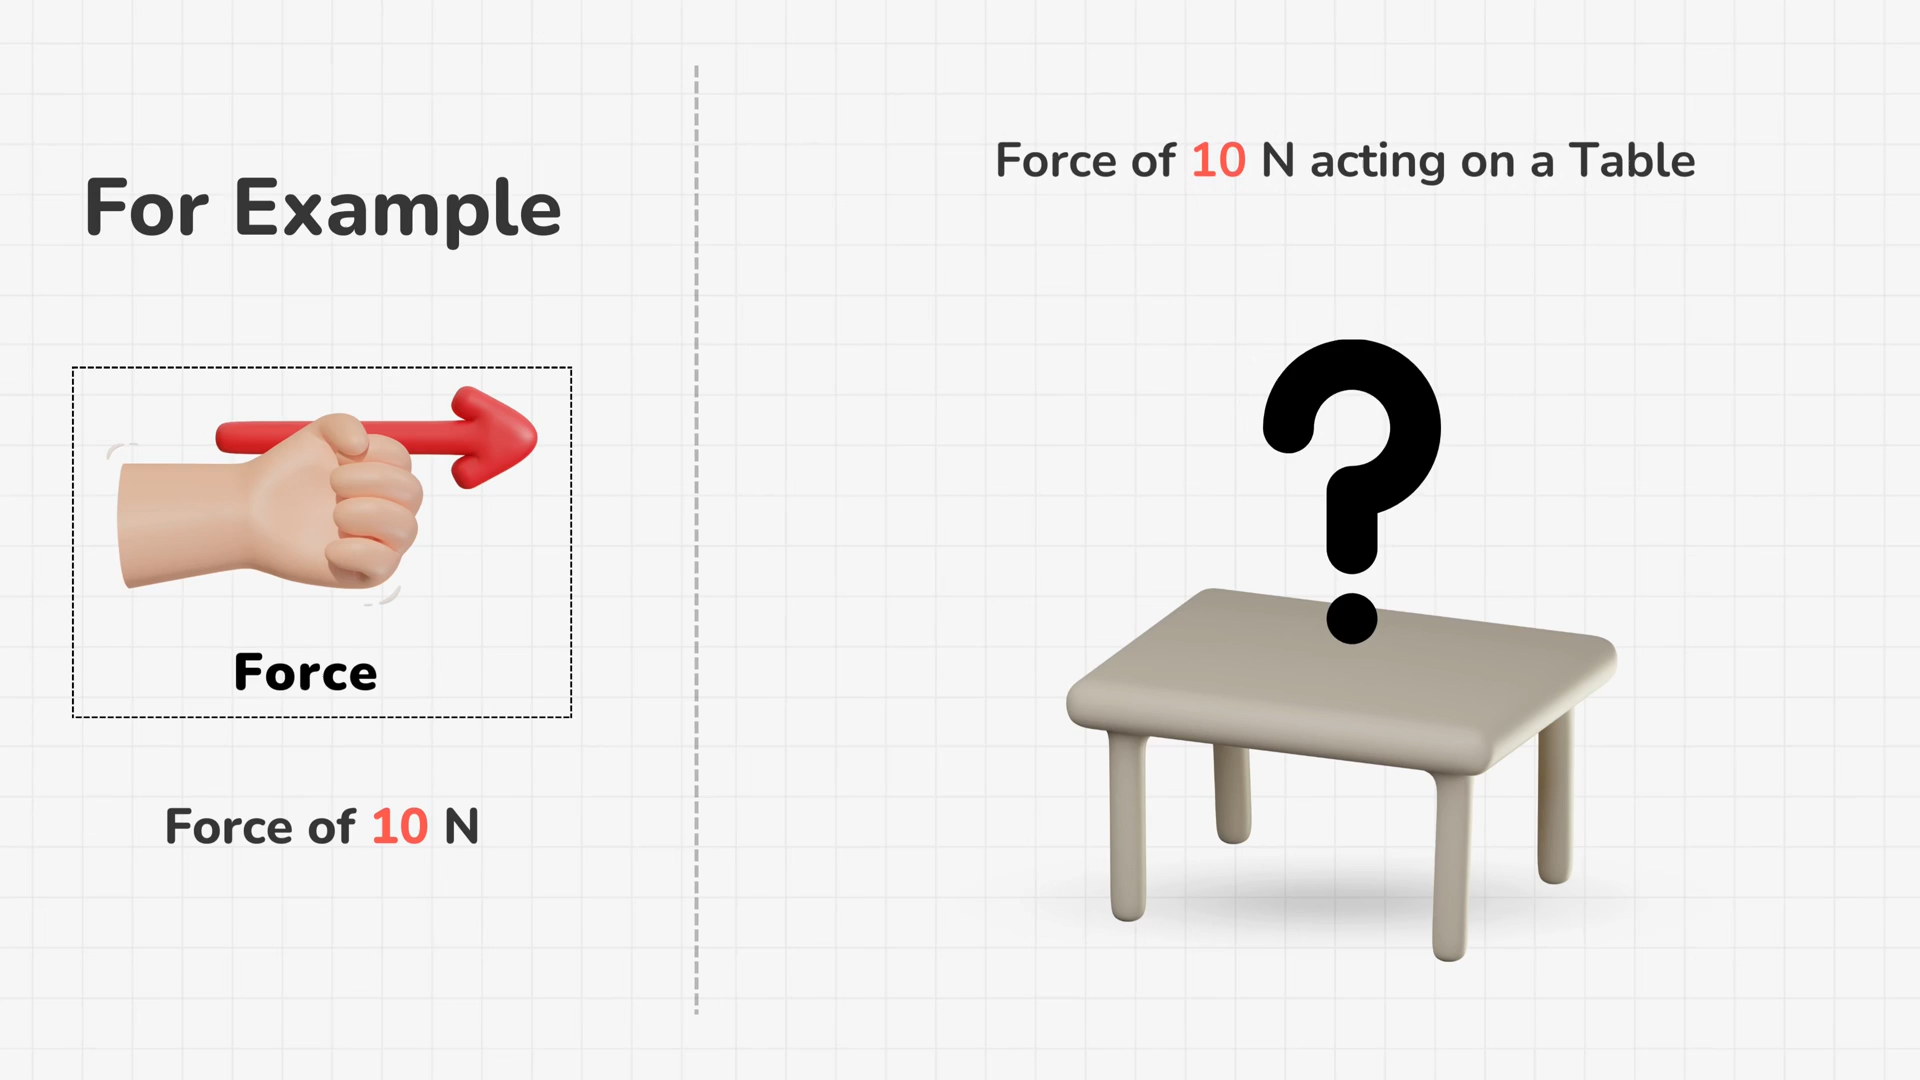 For Example
Force
Force of 10 N
Force of 10 N acting on a Table
?